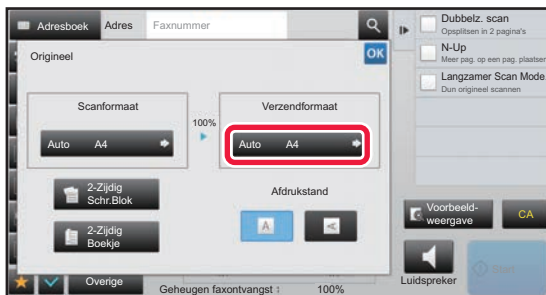 Adresboek
Adres
Faxnummer
Origineel
OK
Scanformaat
Auto A4
100%
Verzendformaat
Auto A4
2-Zijdig
Schr.Blok
2-Zijdig
Boekje
Afdrukstand
A
A
Overige
Geheugen faxontvangst :
100%
Dubbelz. scan
Opsplitsen in 2 pagina's
N-Up
Meer pag. op een pag. plaatsen
Langzamer Scan Mode
Dun origineel scannen
Voorbeeld-
weergave
CA
Luidspreker
Start